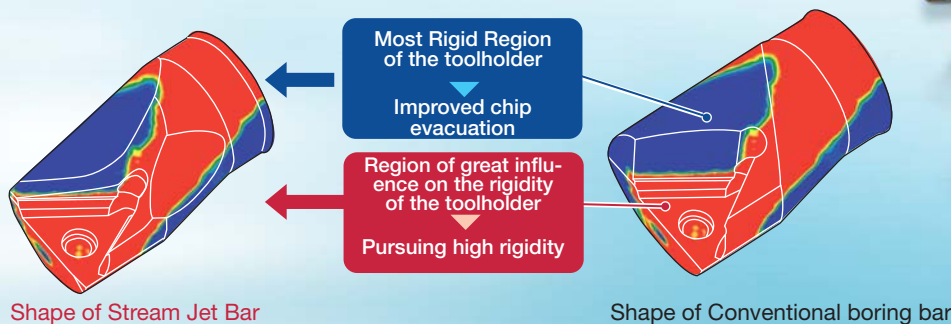 Most Rigid Region
of the toolholder
Improved chip
evacuation
Region of great influ-
ence on the rigidity
of the toolholder
Pursuing high rigidity
Shape of Stream Jet Bar
Shape of Conventional boring bar